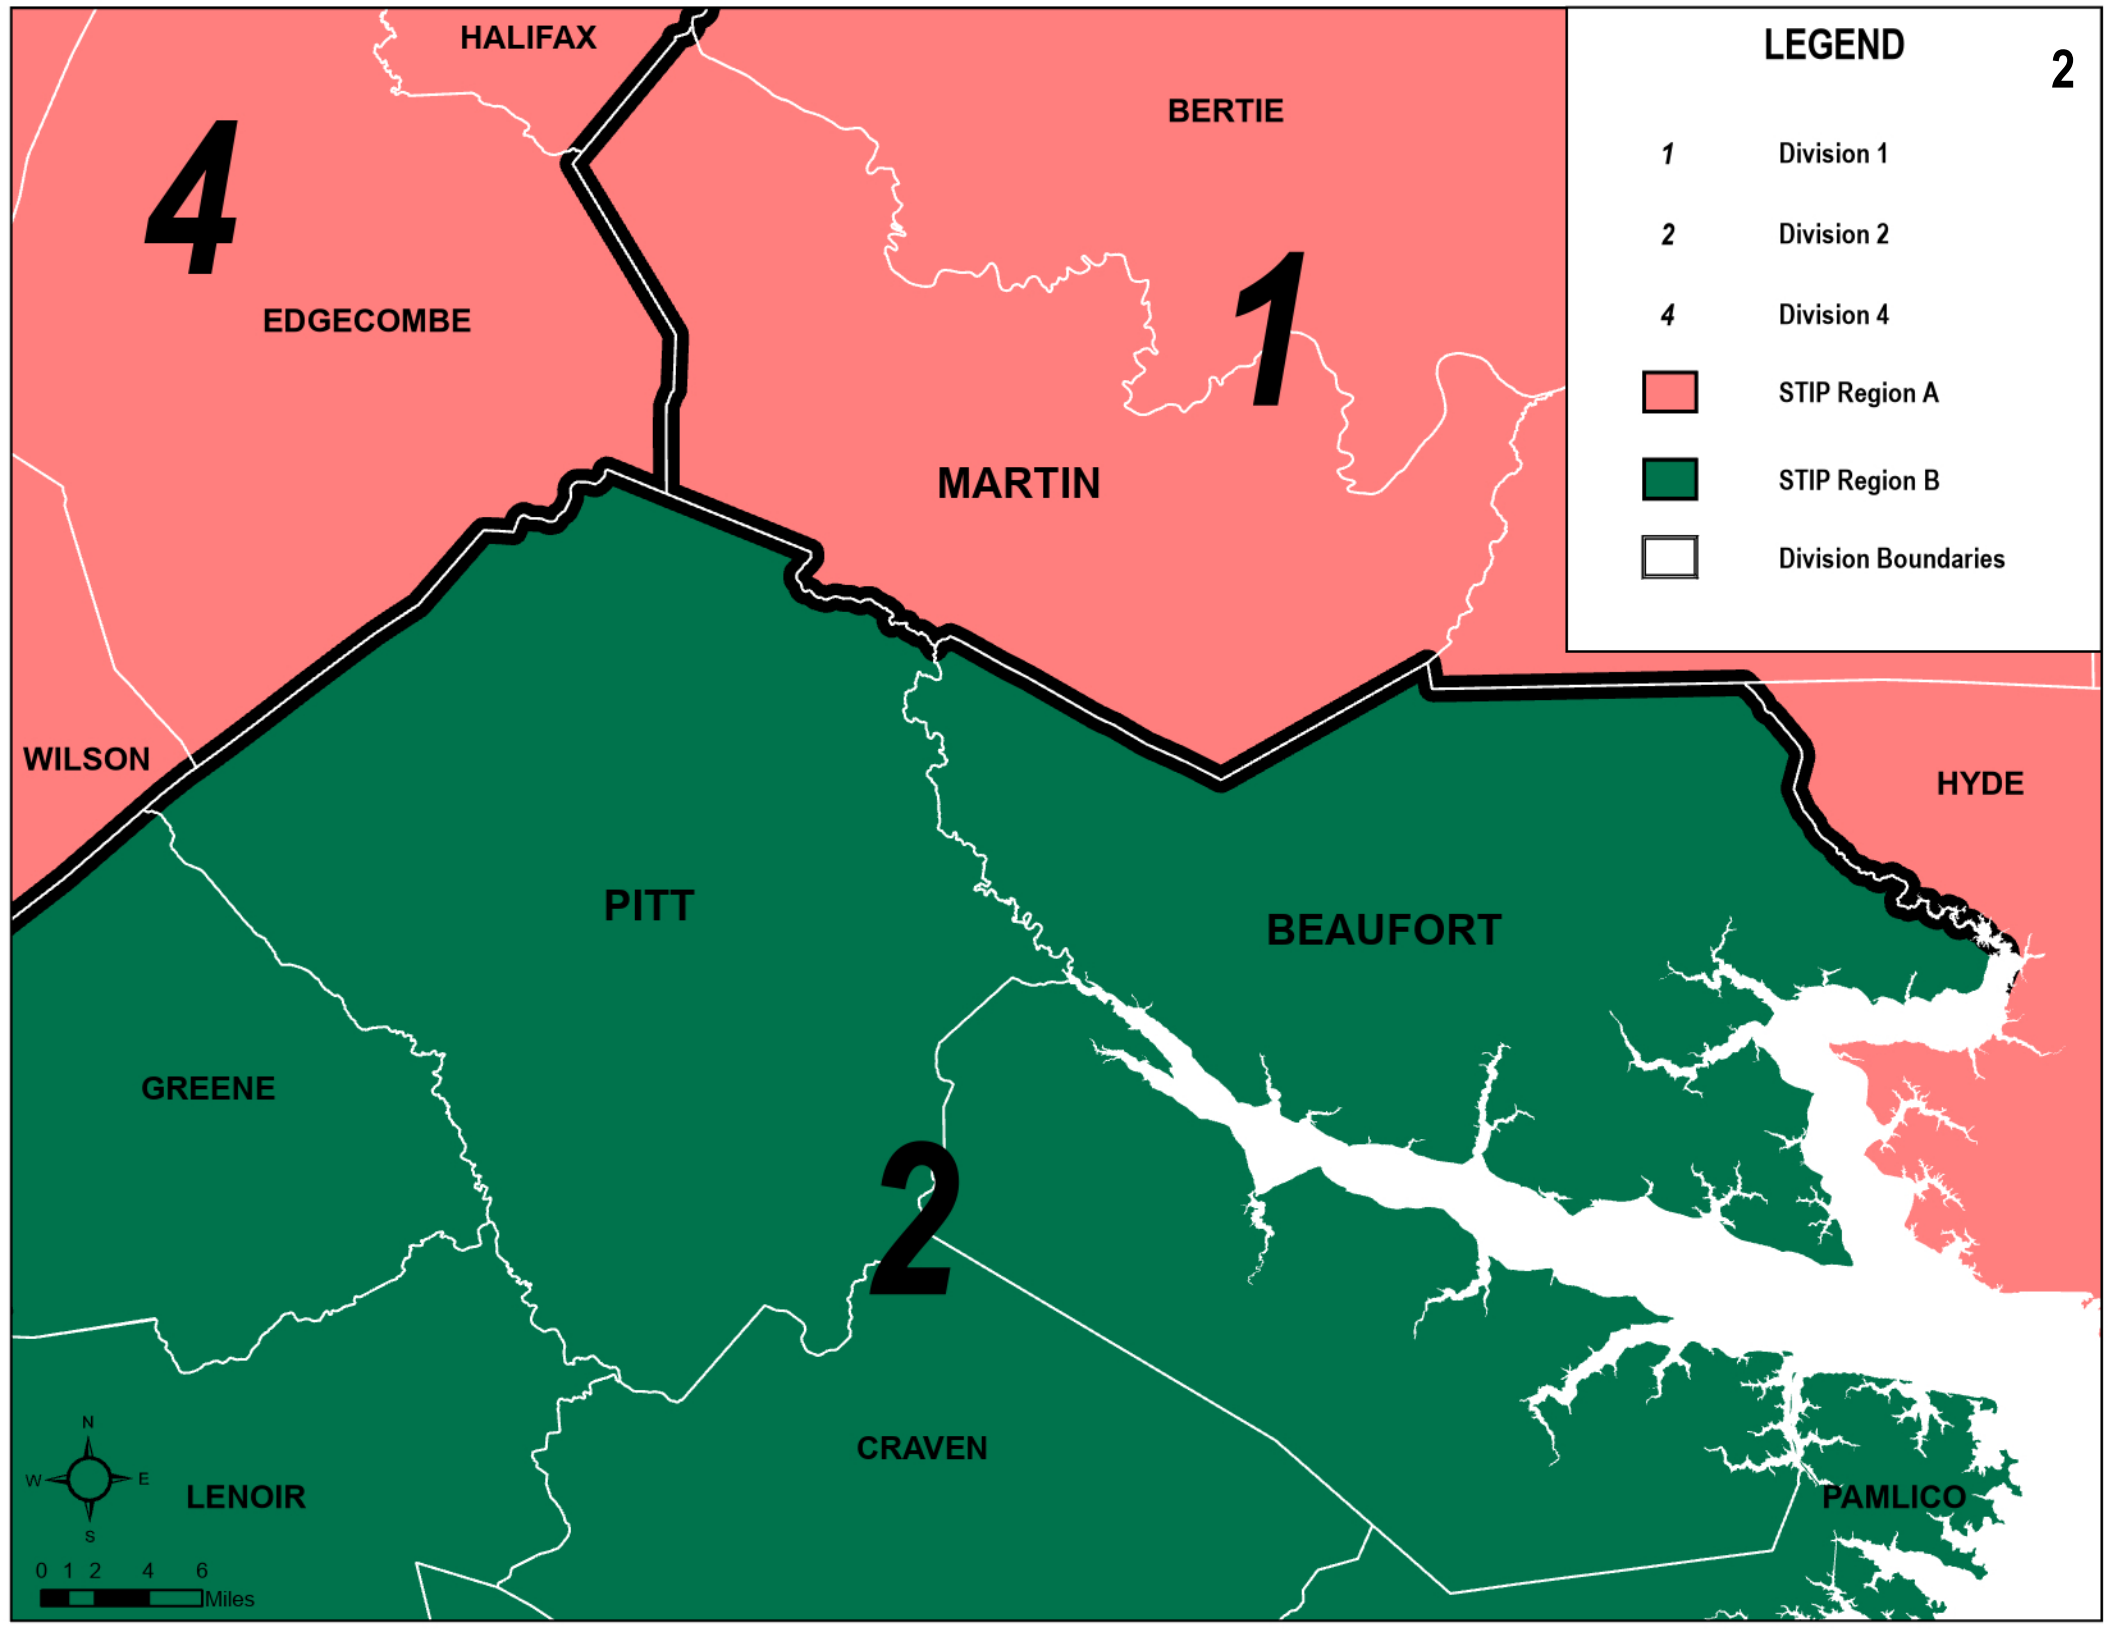 HALIFAX
BERTIE
4
1
EDGECOMBE
MARTIN
WILSON
HYDE
PITT
BEAUFORT
GREENE
2
CRAVEN
LENOIR
PAMLICO
N
W
E
S
0 1 2 4 6
Miles
LEGEND
2
1 Division 1
2 Division 2
4 Division 4
STIP Region A
STIP Region B
Division Boundaries